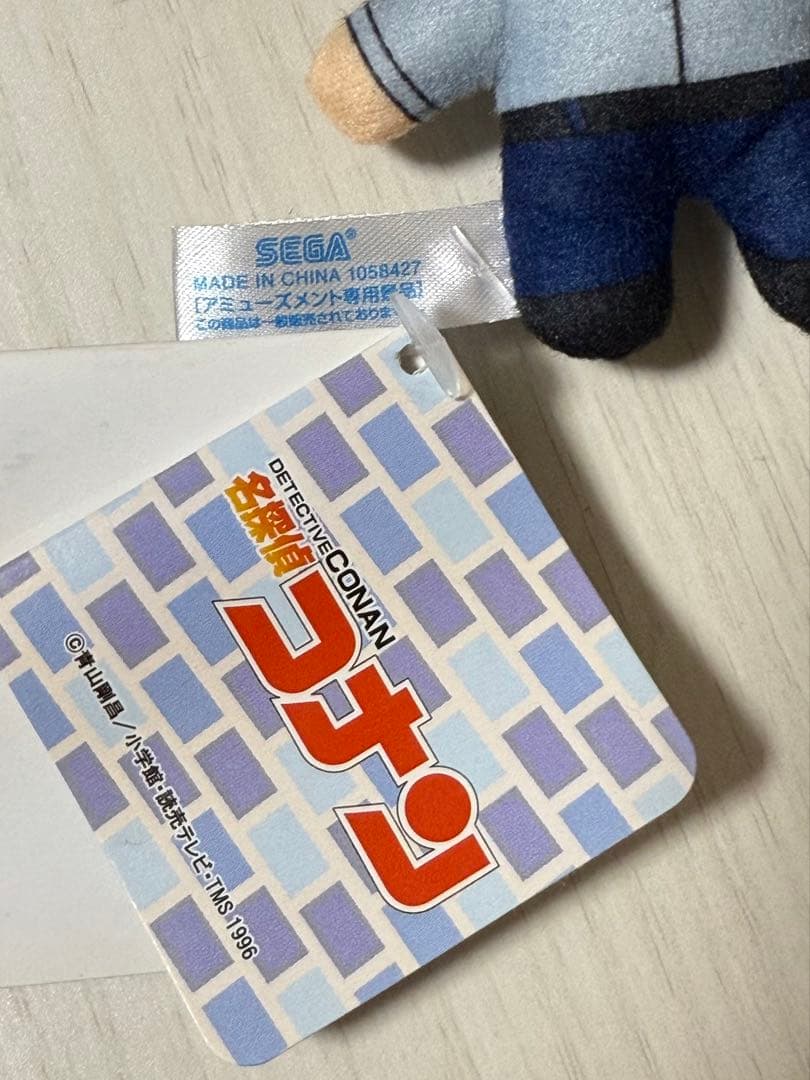 SEGA®
MADE IN CHINA 1058427
[アミューズメント専用景品]
この商品は一般販売されておりま
DETECTIVE CONAN
名探偵
コナン
©青山剛昌/小学館・読売テレビ・TMS 1996